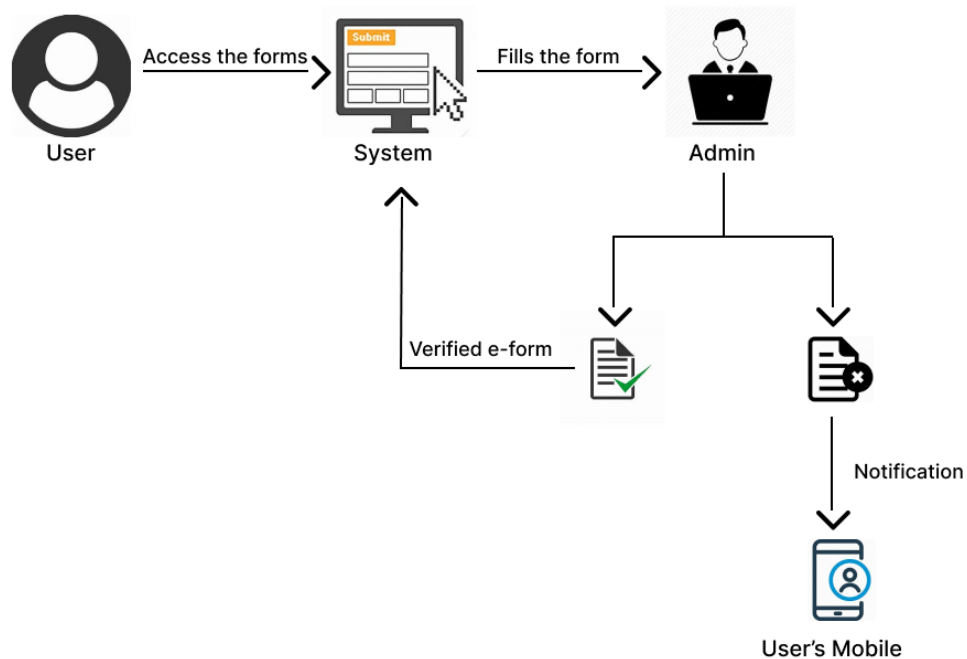 Submit
Access the forms
Fills the form
User
System
Admin
Verified e-form
Notification
User's Mobile